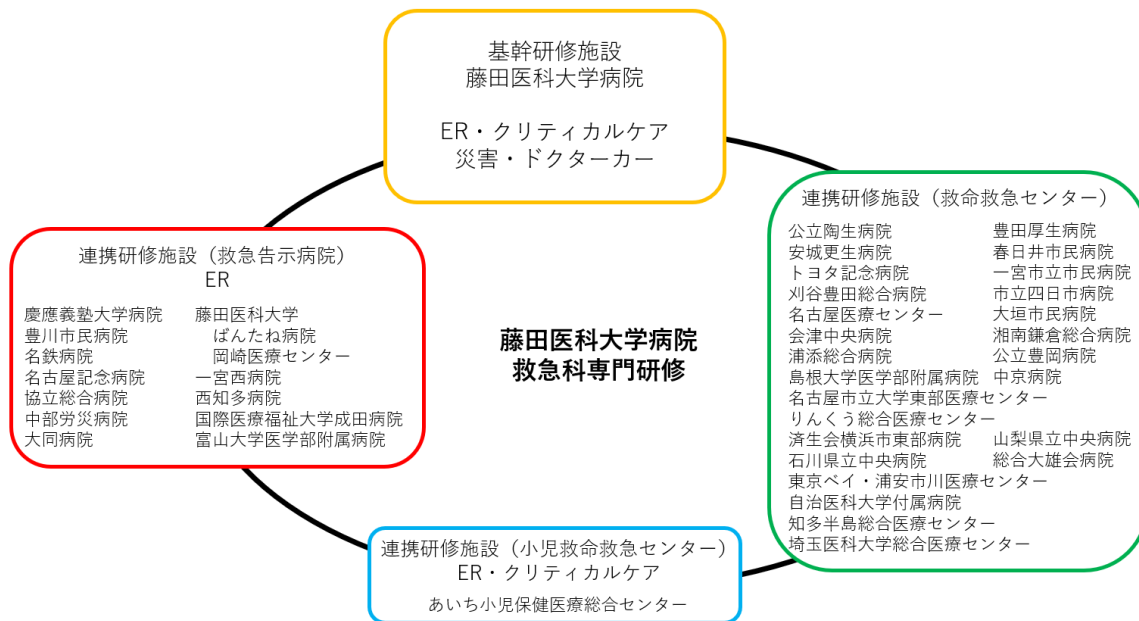 基幹研修施設
藤田医科大学病院
ER・クリティカルケア
災害・ドクターカー
連携研修施設（救急告示病院）
ER
慶應義塾大学病院 藤田医科大学
豊川市民病院 ばんたね病院
名鉄病院 岡崎医療センター
名古屋記念病院 一宮西病院
協立総合病院 西知多病院
中部労災病院 国際医療福祉大学成田病院
大同病院 富山大学医学部附属病院
藤田医科大学病院
救急科専門研修
連携研修施設（救命救急センター）
公立陶生病院 豊田厚生病院
安城更生病院 春日井市民病院
トヨタ記念病院 一宮市立市民病院
刈谷豊田総合病院 市立四日市病院
名古屋医療センター 大垣市民病院
会津中央病院 湘南鎌倉総合病院
浦添総合病院 公立豊岡病院
島根大学医学部附属病院 中京病院
名古屋市立大学東部医療センター
りんくう総合医療センター
済生会横浜市東部病院 山梨県立中央病院
石川県立中央病院 総合大雄会病院
東京ベイ・浦安市川医療センター
自治医科大学付属病院
知多半島総合医療センター
埼玉医科大学総合医療センター
連携研修施設（小児救命救急センター）
ER・クリティカルケア
あいち小児保健医療総合センター